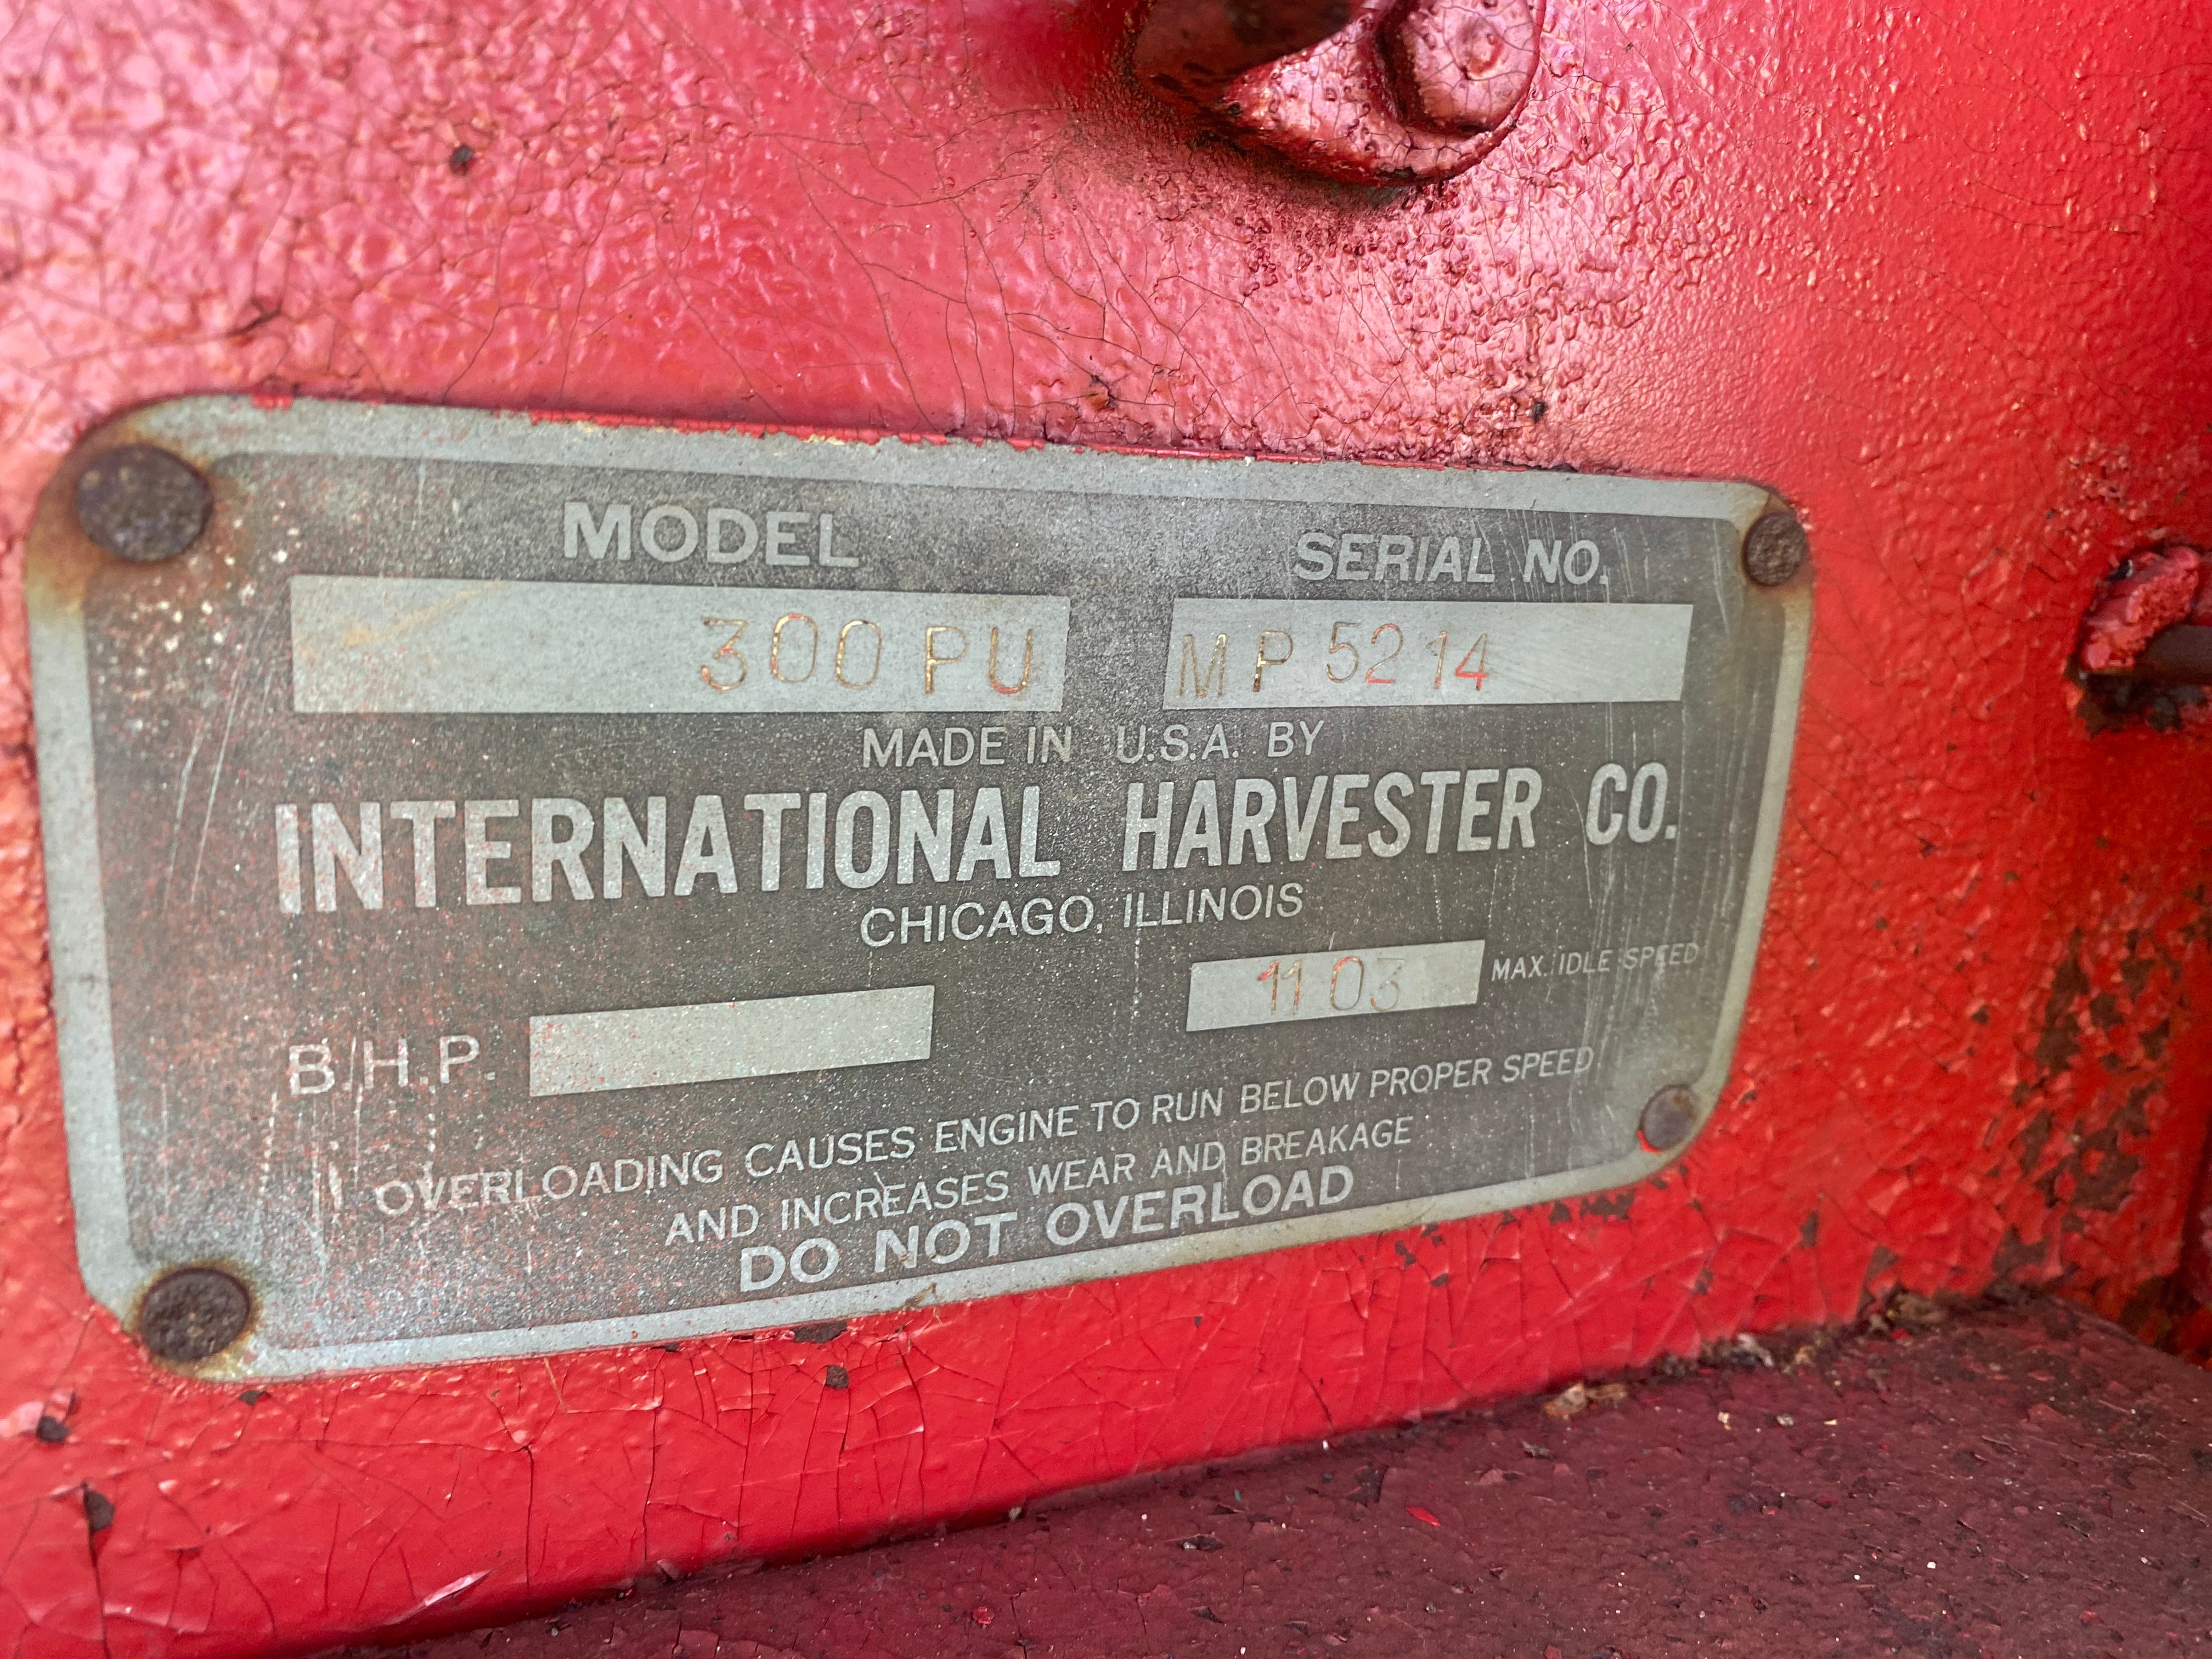 MODEL SERIAL NO.
300 PU MP 5214
MADE IN U.S.A. BY
INTERNATIONAL HARVESTER CO.
CHICAGO, ILLINOIS
B.H.P. 1103 MAX. IDLE SPEED
OVERLOADING CAUSES ENGINE TO RUN BELOW PROPER SPEED
AND INCREASES WEAR AND BREAKAGE
DO NOT OVERLOAD